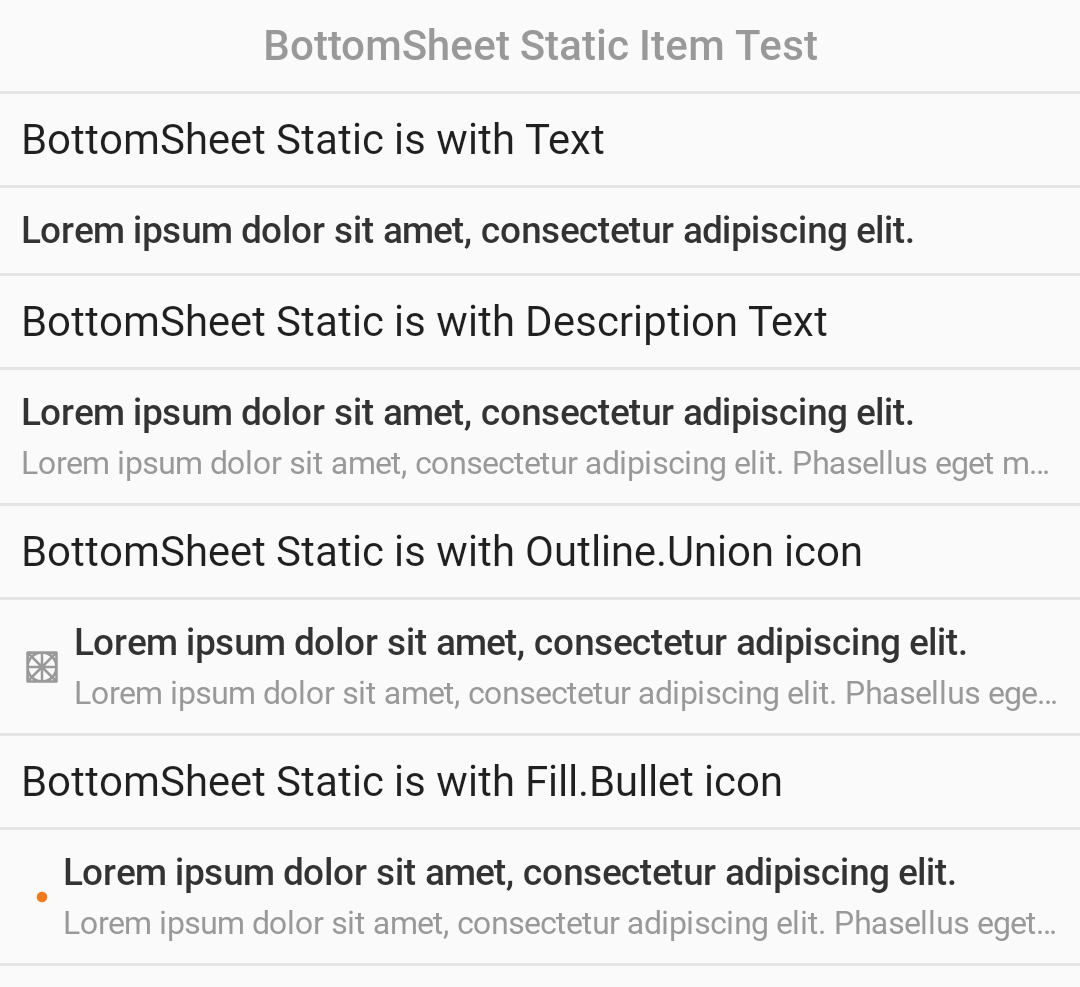 BottomSheet Static Item Test
BottomSheet Static is with Text
Lorem ipsum dolor sit amet, consectetur adipiscing elit.
BottomSheet Static is with Description Text
Lorem ipsum dolor sit amet, consectetur adipiscing elit.
Lorem ipsum dolor sit amet, consectetur adipiscing elit. Phasellus eget m…
BottomSheet Static is with Outline.Union icon
Lorem ipsum dolor sit amet, consectetur adipiscing elit.
Lorem ipsum dolor sit amet, consectetur adipiscing elit. Phasellus ege…
BottomSheet Static is with Fill.Bullet icon
Lorem ipsum dolor sit amet, consectetur adipiscing elit.
Lorem ipsum dolor sit amet, consectetur adipiscing elit. Phasellus eget…